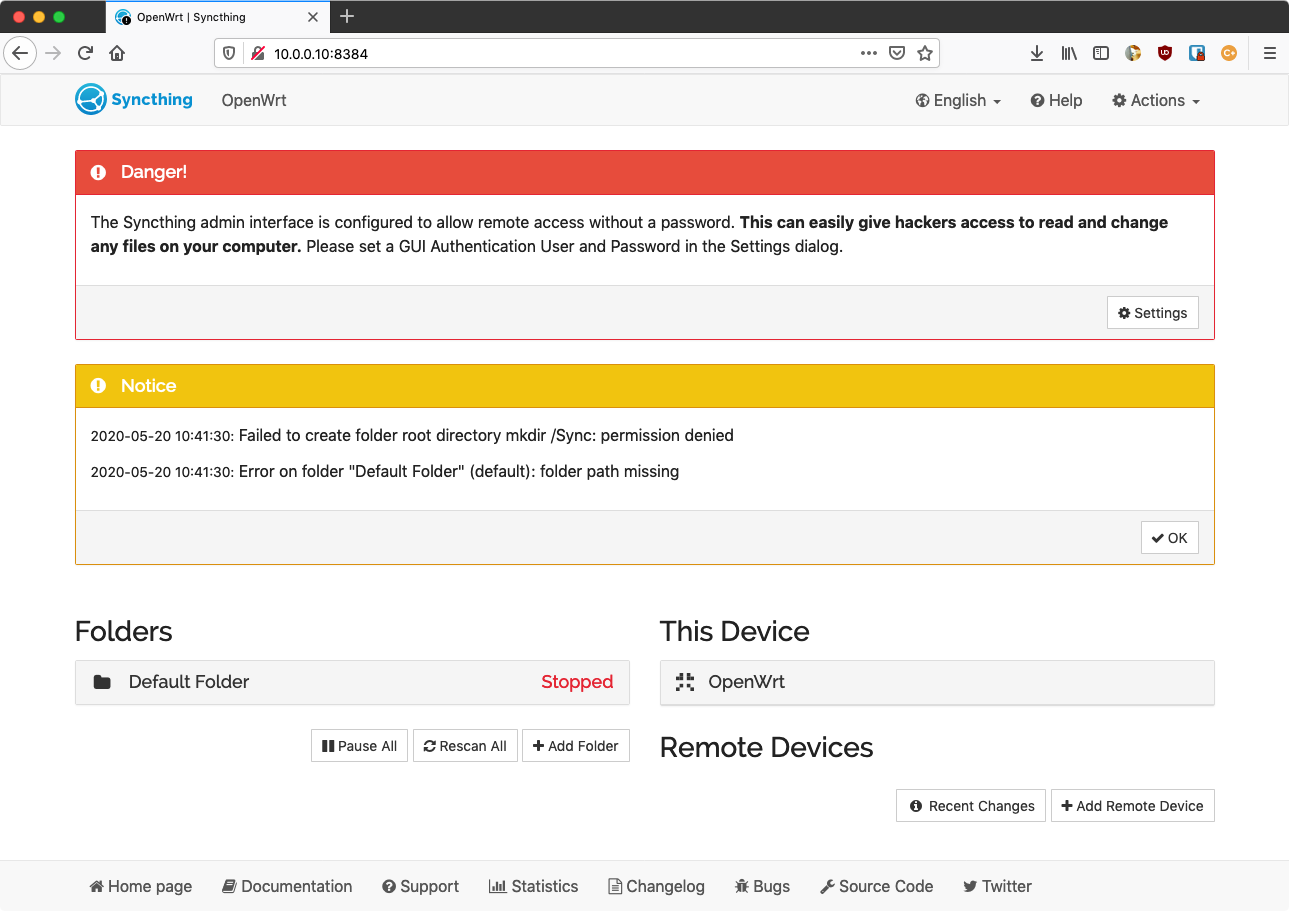 OpenWrt | Syncthing
10.0.0.10:8384
Syncthing OpenWrt English Help Actions
Danger!
The Syncthing admin interface is configured to allow remote access without a password. This can easily give hackers access to read and change
any files on your computer. Please set a GUI Authentication User and Password in the Settings dialog.
Settings
Notice
2020-05-20 10:41:30: Failed to create folder root directory mkdir /Sync: permission denied
2020-05-20 10:41:30: Error on folder "Default Folder" (default): folder path missing
OK
Folders
Default Folder Stopped
Pause All Rescan All Add Folder
This Device
OpenWrt
Remote Devices
Recent Changes Add Remote Device
Home page Documentation Support Statistics Changelog Bugs Source Code Twitter